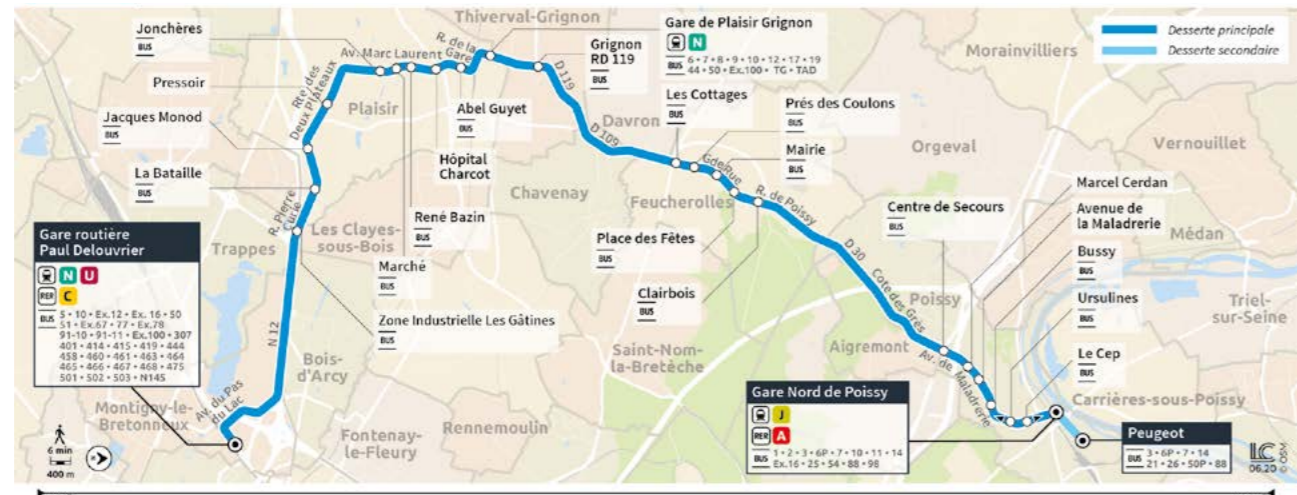 Thiverval-Grignon
Jonchères
BUS
Av. Marc Laurent
R. de la
Gare
Gare de Plaisir Grignon
N
BUS
6 • 7 • 8 • 9 • 10 • 12 • 17 • 19
44 • 50 • Ex.100 • TG • TAD
Desserte principale
Desserte secondaire
Morainvilliers
Grignon
RD 119
BUS
D 119
Pressoir
Rte des
Deux Plateaux
Plaisir
Jacques Monod
BUS
Abel Guyet
BUS
Davron
Les Cottages
BUS
Prés des Coulons
BUS
Orgeval
Vernouillet
D 109
Gde Rue
Mairie
BUS
La Bataille
BUS
Hôpital
Charcot
Chavenay
Feucherolles
R. de Poissy
Marcel Cerdan
BUS
R. Pierre
Curie
Les Clayes-
sous-Bois
René Bazin
BUS
Centre de Secours
BUS
Avenue de
la Maladrerie
BUS
Médan
Gare routière
Paul Delouvrier
N U
RER C
BUS
5 • 10 • Ex.12 • Ex. 16 • 50
51 • Ex.67 • 77 • Ex.78
91-10 • 91-11 • Ex.100 • 307
401 • 414 • 415 • 419 • 444
458 • 460 • 461 • 463 • 464
465 • 466 • 467 • 468 • 475
501 • 502 • 503 • N145
Trappes
Place des Fêtes
BUS
D 30
Bussy
BUS
Marché
BUS
Clairbois
BUS
Cote des Grès
Poissy
Ursulines
BUS
Triel-
sur-Seine
Zone Industrielle Les Gâtines
BUS
N 12
Bois-
d'Arcy
Saint-Nom-
la-Bretèche
Aigremont
Av. de
Maladrerie
Le Cep
BUS
Montigny-le-
Bretonneux
Av. du Pas
du Lac
Gare Nord de Poissy
J
RER A
BUS
1 • 2 • 3 • 6P • 7 • 10 • 11 • 14
Ex.16 • 25 • 54 • 88 • 98
Carrières-sous-Poissy
Fontenay-
le-Fleury
Rennemoulin
Peugeot
BUS
3 • 6P • 7 • 14
21 • 26 • 50P • 88
6 min
400 m
LC
06.20
© OSM